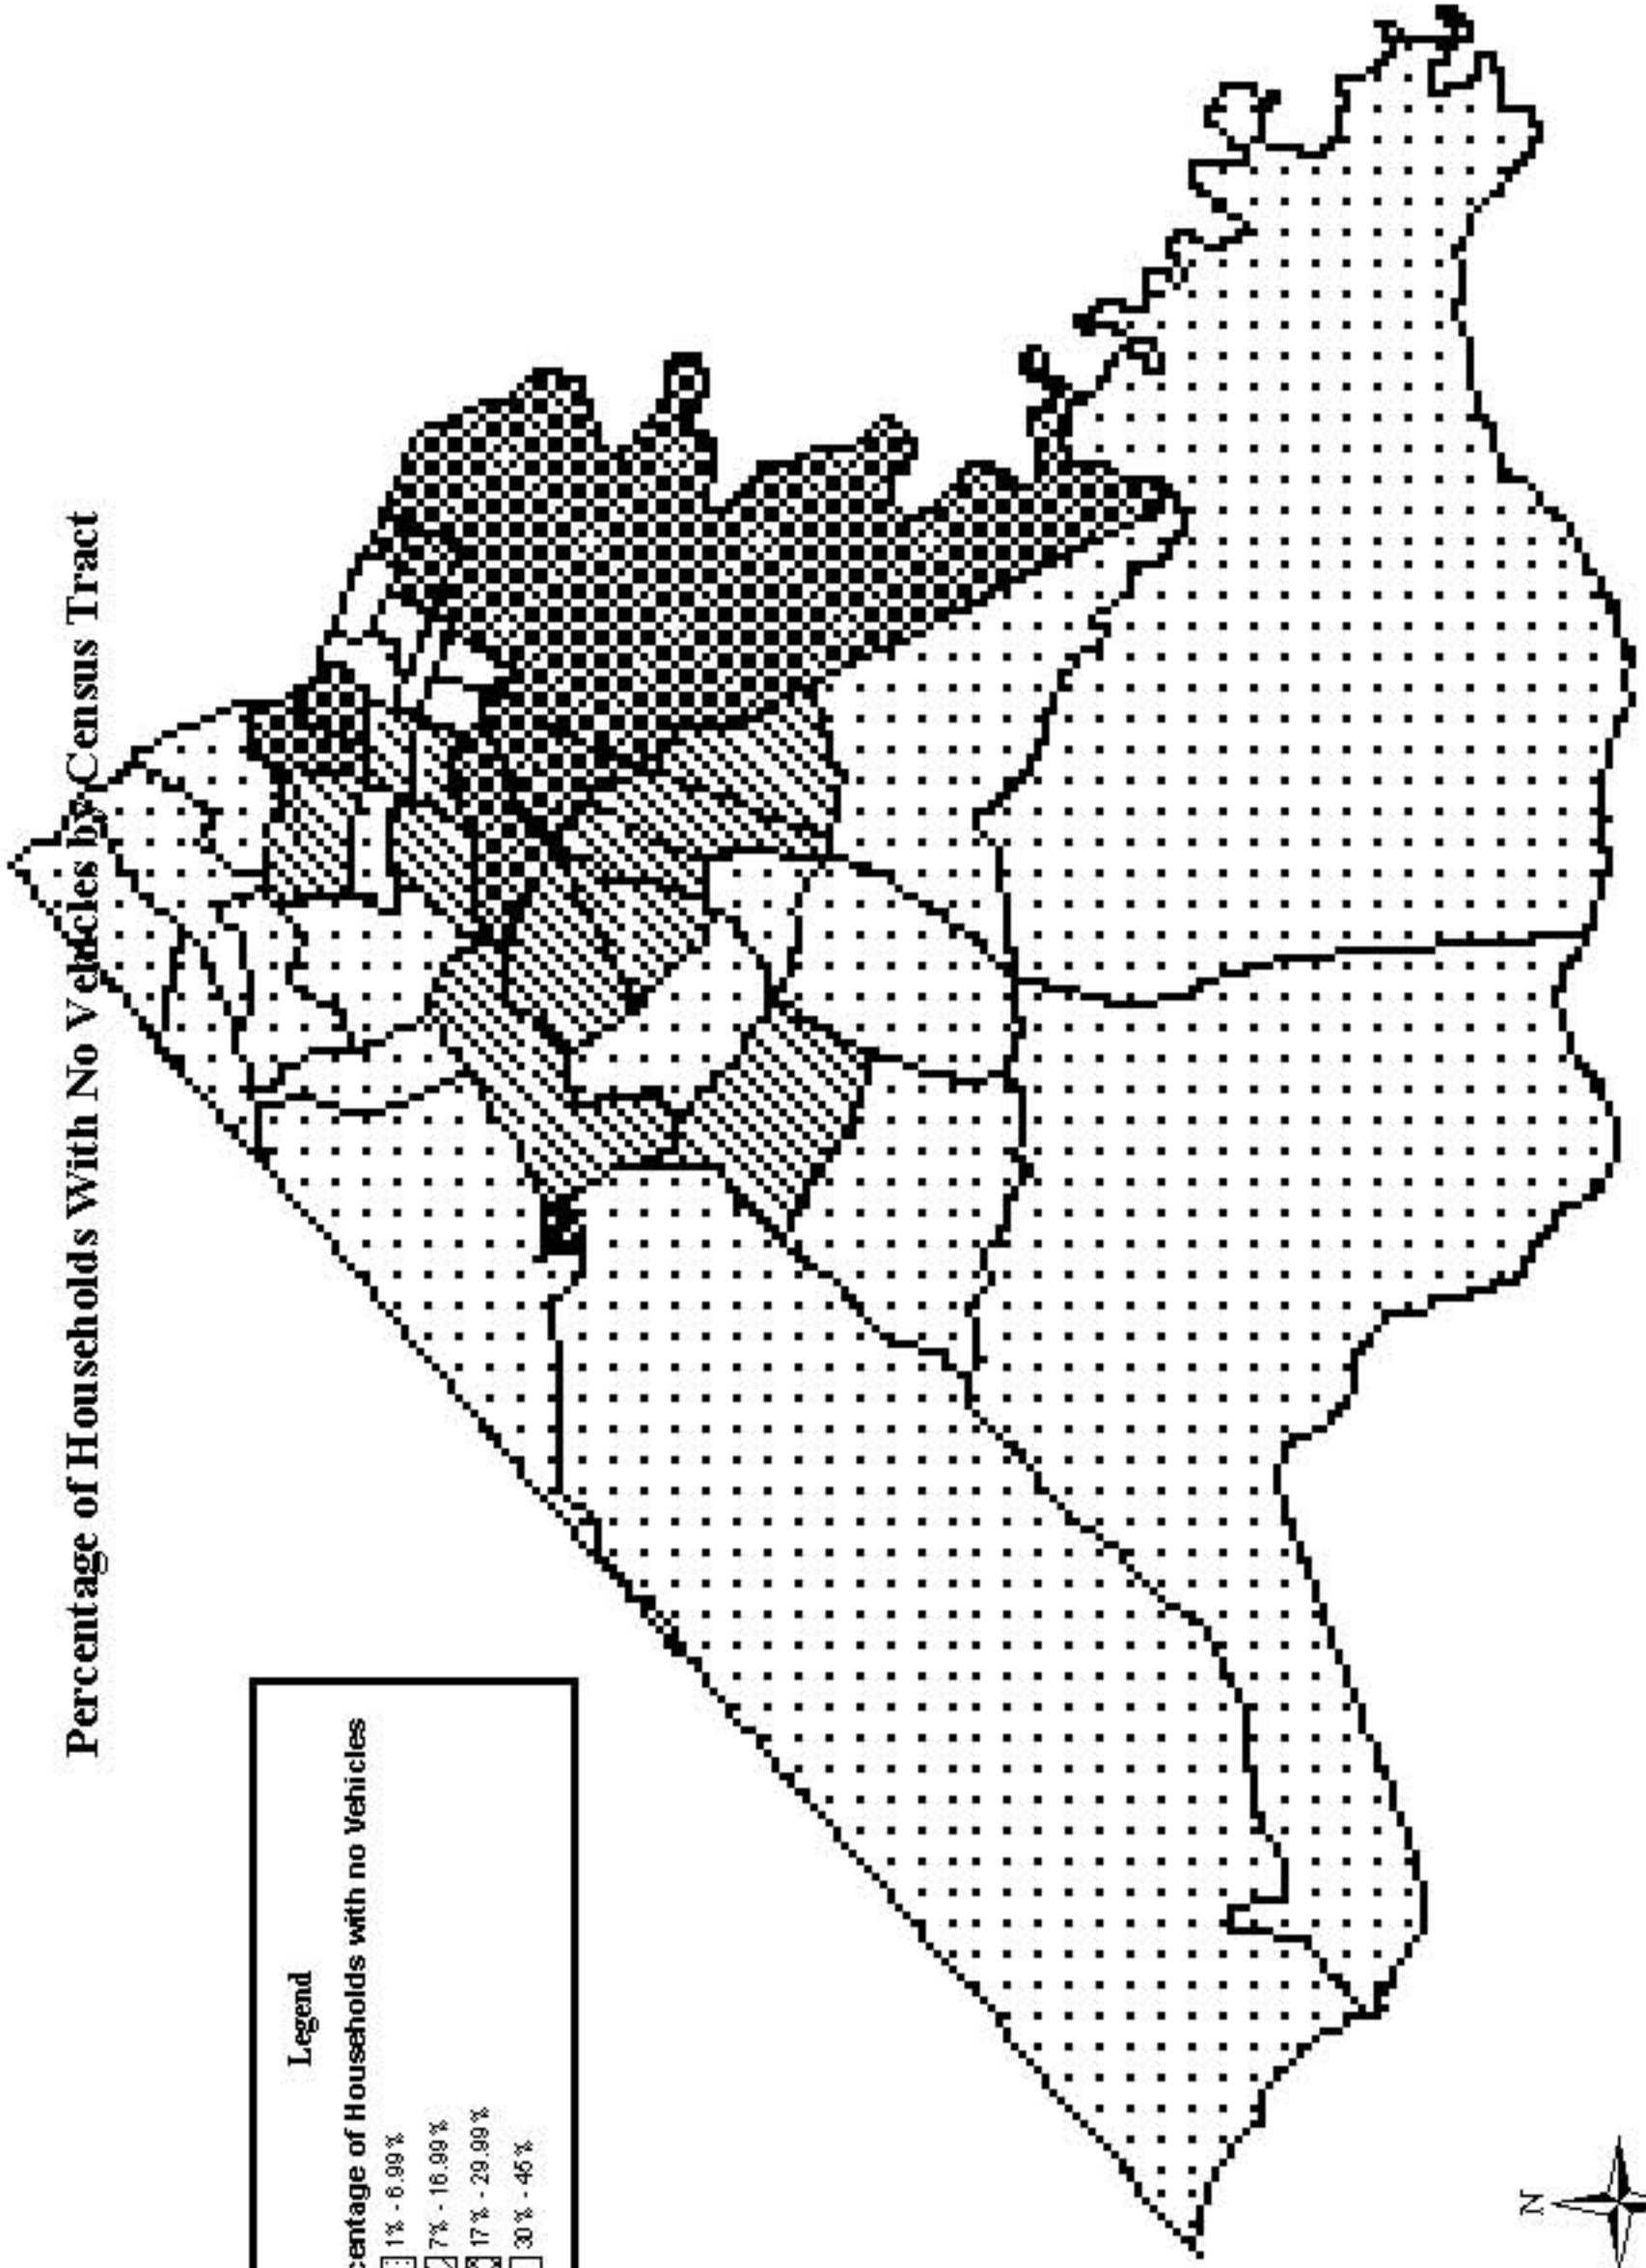 Percentage of Households With No Vehicles by Census Tract
Legend
centage of Households with no Vehicles
1% - 6.99%
7% - 16.99%
17% - 29.99%
30% - 45%
N